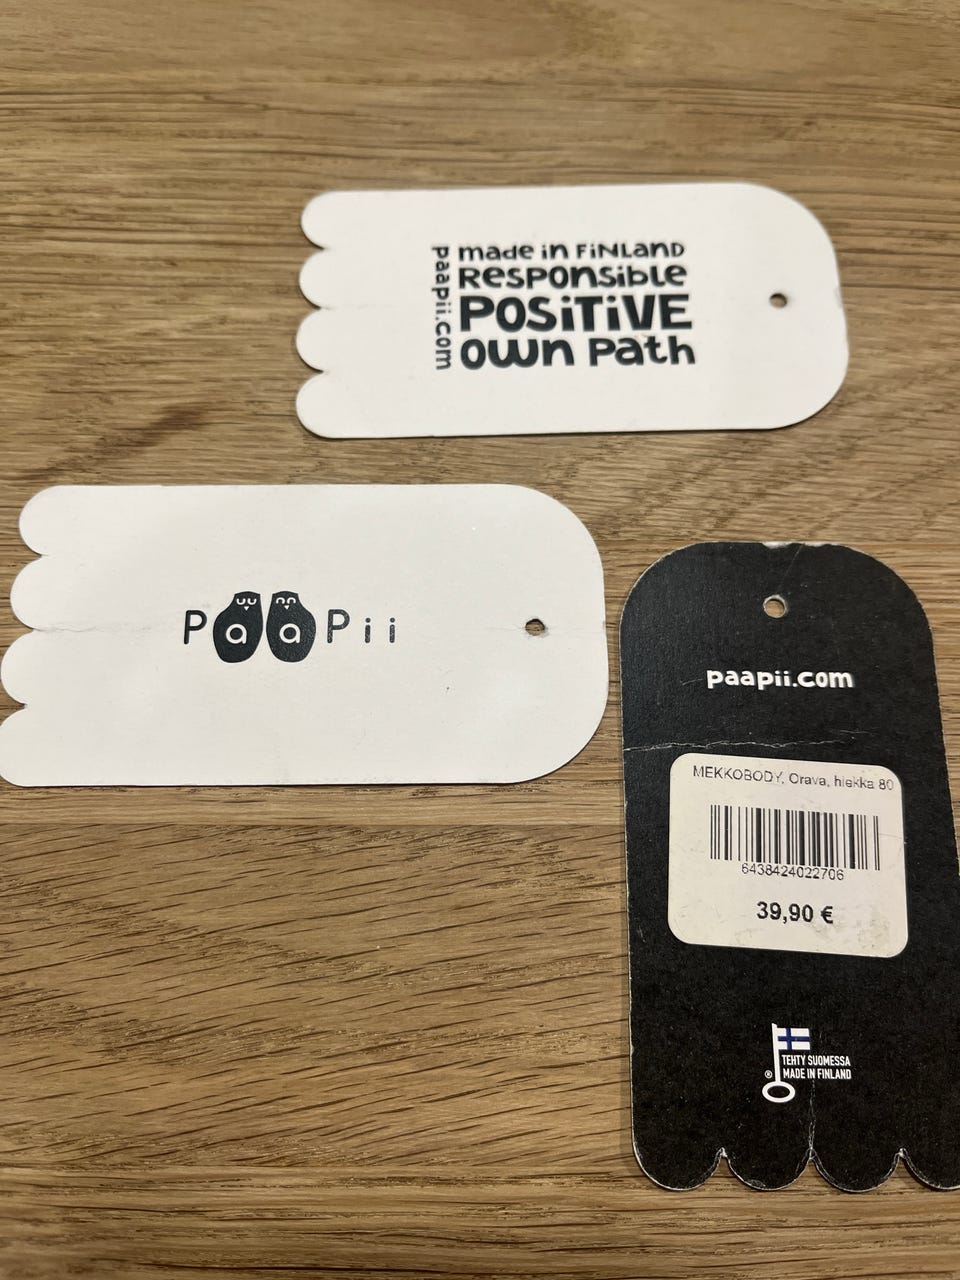 made in FINLAND
Responsible
POSITIVE
own path
paapii.com
PaaPii
paapii.com
MEKKOBODY, Orava, hiekka 80
6438424022706
39,90 €
® TEHTY SUOMESSA
MADE IN FINLAND